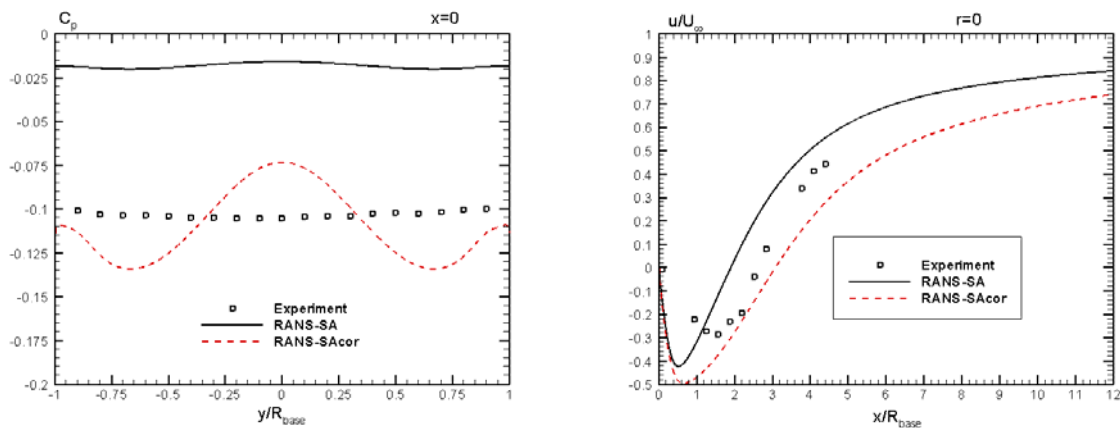 C_p x=0
0
-0.025
-0.05
-0.075
-0.1
-0.125
-0.15
-0.175
-0.2
Experiment
RANS-SA
RANS-SAcor
-1 -0.75 -0.5 -0.25 0 0.25 0.5 0.75 1
y/R_base
u/U_∞ r=0
1
0.9
0.8
0.7
0.6
0.5
0.4
0.3
0.2
0.1
0
-0.1
-0.2
-0.3
-0.4
-0.5
Experiment
RANS-SA
RANS-SAcor
0 1 2 3 4 5 6 7 8 9 10 11 12
x/R_base